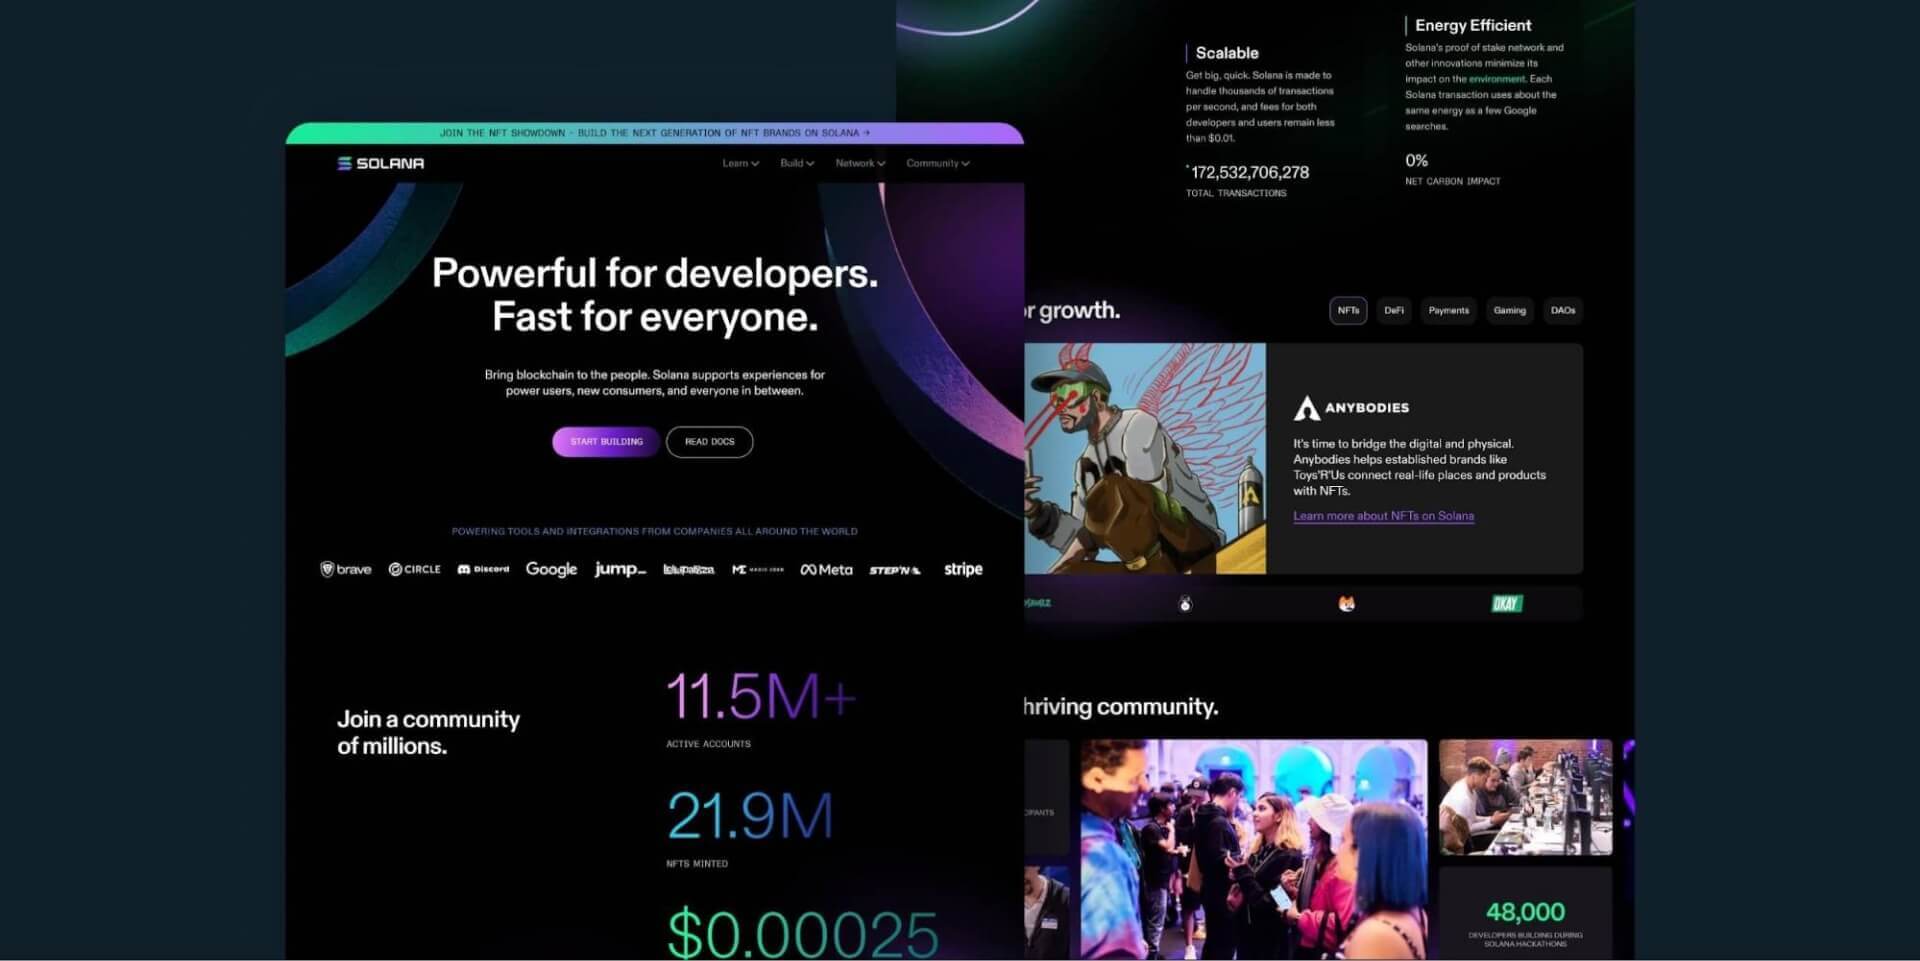 JOIN THE NFT SHOWDOWN - BUILD THE NEXT GENERATION OF NFT BRANDS ON SOLANA →
SOLANA
Learn
Build
Network
Community
Powerful for developers.
Fast for everyone.
Bring blockchain to the people. Solana supports experiences for
power users, new consumers, and everyone in between.
START BUILDING
READ DOCS
POWERING TOOLS AND INTEGRATIONS FROM COMPANIES ALL AROUND THE WORLD
brave
CIRCLE
Discord
Google
jump_
Meta
STEP'N
stripe
Join a community
of millions.
11.5M+
ACTIVE ACCOUNTS
21.9M
NFTS MINTED
$0.00025
Scalable
Get big, quick. Solana is made to
handle thousands of transactions
per second, and fees for both
developers and users remain less
than $0.01.
172,532,706,278
TOTAL TRANSACTIONS
Energy Efficient
Solana's proof of stake network and
other innovations minimize its
impact on the environment. Each
Solana transaction uses about the
same energy as a few Google
searches.
0%
NET CARBON IMPACT
r growth.
NFTs
DeFi
Payments
Gaming
DAOs
ANYBODIES
It's time to bridge the digital and physical.
Anybodies helps established brands like
Toys'R'Us connect real-life places and products
with NFTs.
Learn more about NFTs on Solana
OKAY
hriving community.
CIPANTS
48,000
DEVELOPERS BUILDING DURING
SOLANA HACKATHONS